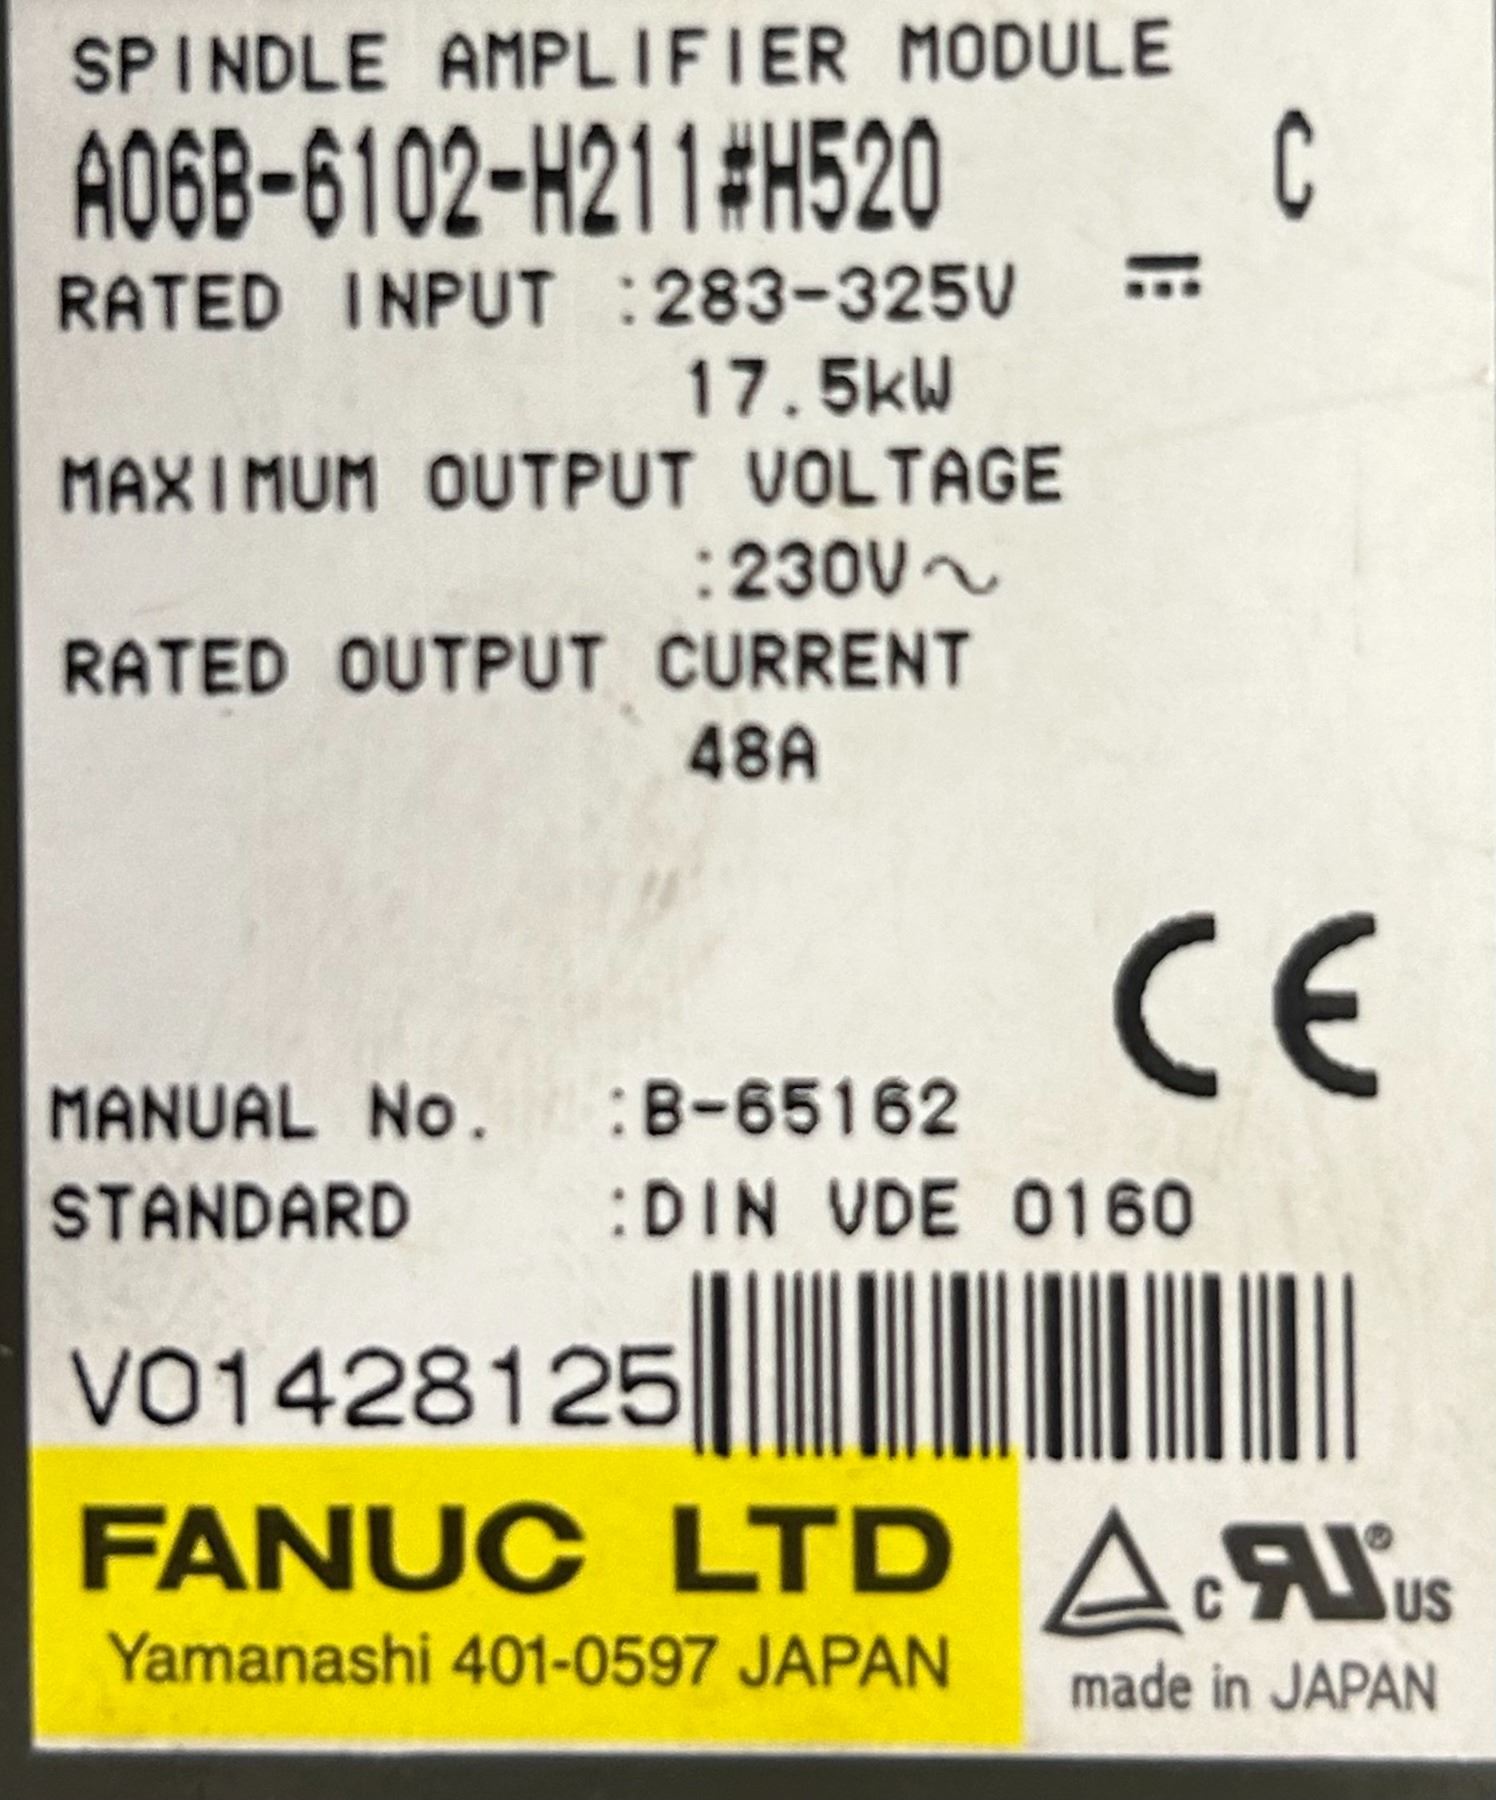 SPINDLE AMPLIFIER MODULE
A06B-6102-H211#H520 C
RATED INPUT :283-325V ⎓
17.5kW
MAXIMUM OUTPUT VOLTAGE
:230V～
RATED OUTPUT CURRENT
48A
CE
MANUAL No. :B-65162
STANDARD :DIN VDE 0160
V01428125
FANUC LTD
Yamanashi 401-0597 JAPAN
c RU® US
made in JAPAN